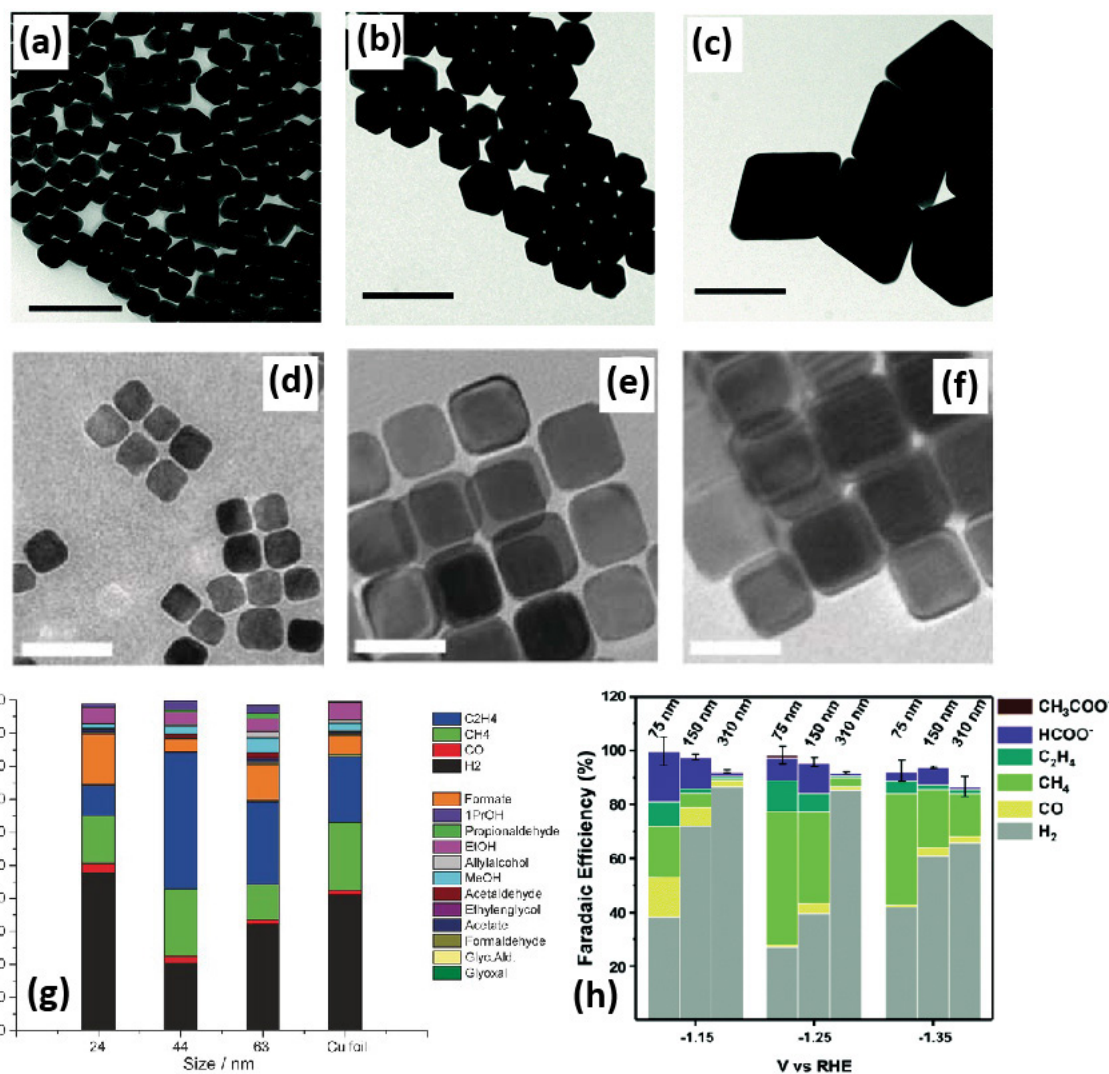 (a)
(b)
(c)
(d)
(e)
(f)
C2H4
CH4
CO
H2
Formate
1PrOH
Propionaldehyde
EtOH
Allylalcohol
MeOH
Acetaldehyde
Ethylenglycol
Acetate
Formaldehyde
Glyc.Ald.
Glyoxal
(g)
24 44 63 Cu foil
Size / nm
120
100
80
60
40
20
Faradaic Efficiency (%)
75 nm 150 nm 310 nm 75 nm 150 nm 310 nm 75 nm 150 nm 310 nm
CH₃COO⁻
HCOO⁻
C₂H₄
CH₄
CO
H₂
(h)
-1.15 -1.25 -1.35
V vs RHE